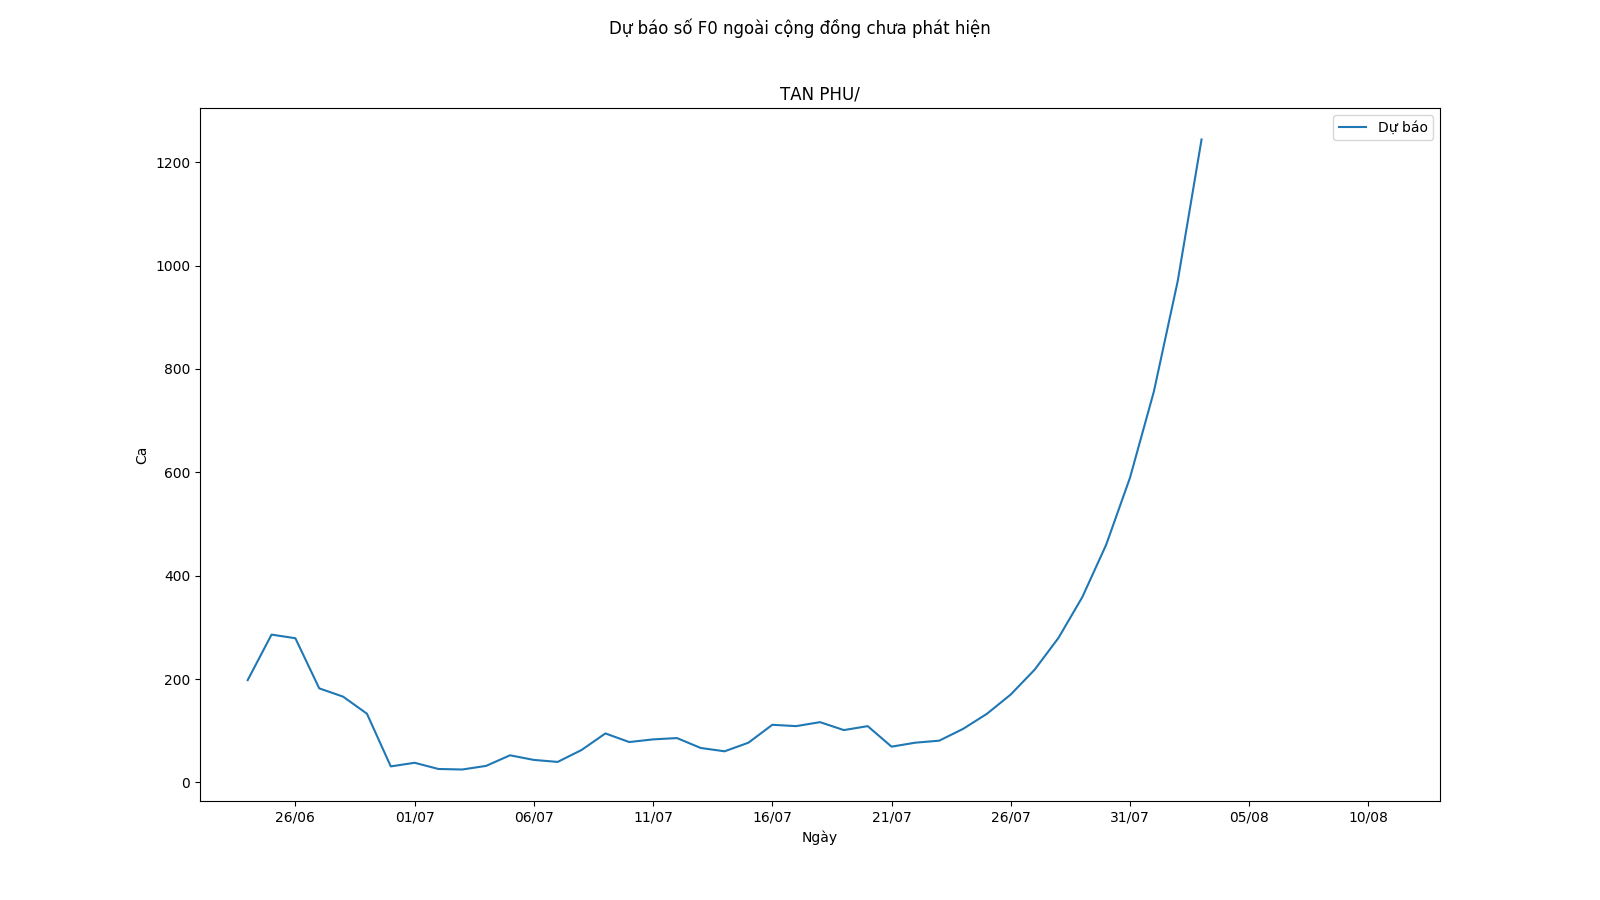 Dự báo số F0 ngoài cộng đồng chưa phát hiện
TAN PHU/
Dự báo
1200
1000
800
600
400
200
0
Ca
26/06 01/07 06/07 11/07 16/07 21/07 26/07 31/07 05/08 10/08
Ngày